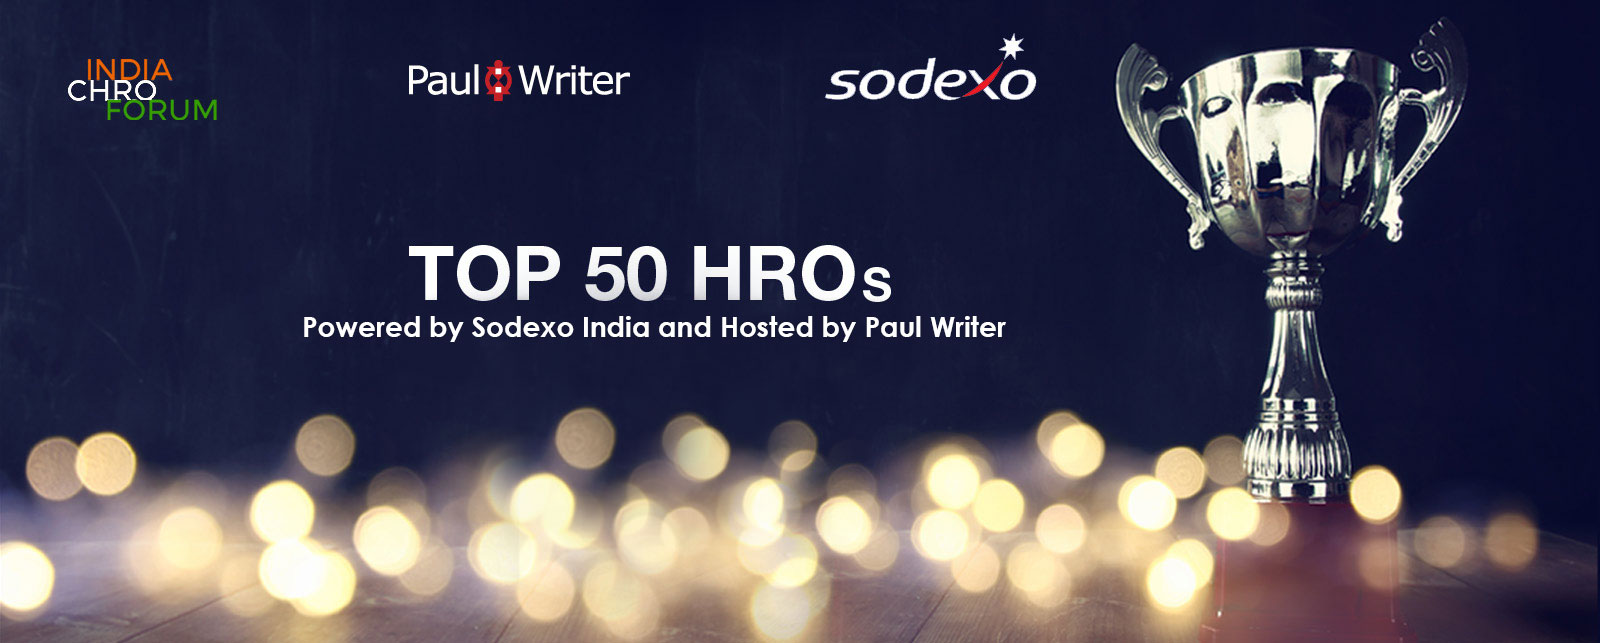 INDIA
CHRO
FORUM
Paul Writer
sodexo
TOP 50 HROs
Powered by Sodexo India and Hosted by Paul Writer